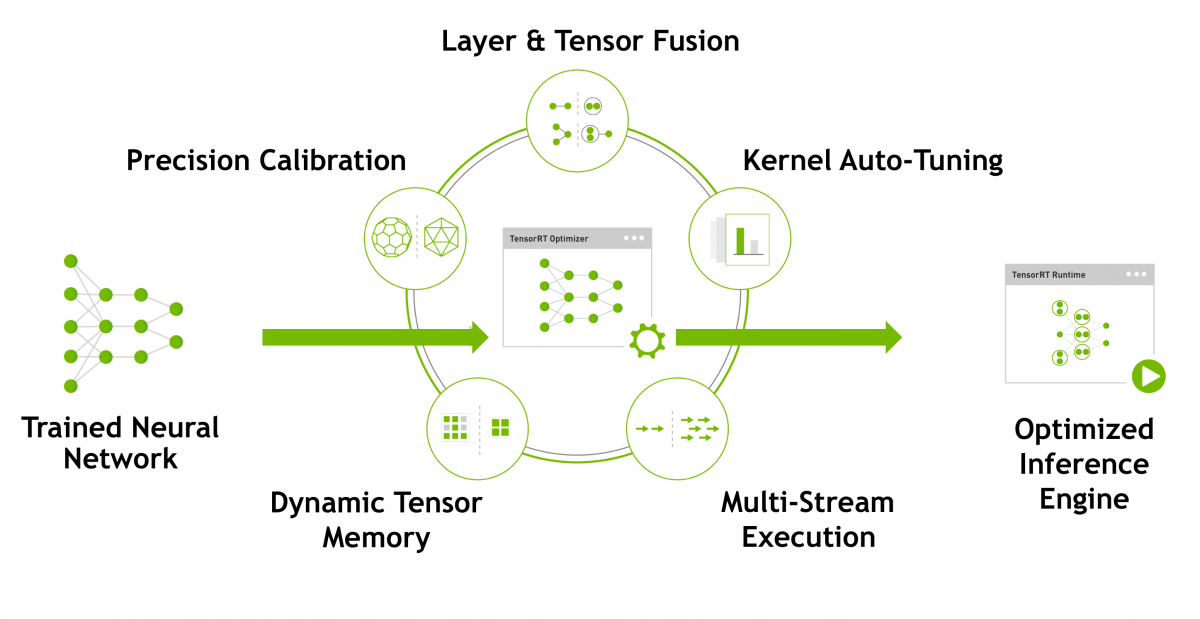 Layer & Tensor Fusion
Precision Calibration
Kernel Auto-Tuning
TensorRT Optimizer
TensorRT Runtime
Trained Neural
Network
Optimized
Inference
Engine
Dynamic Tensor
Memory
Multi-Stream
Execution